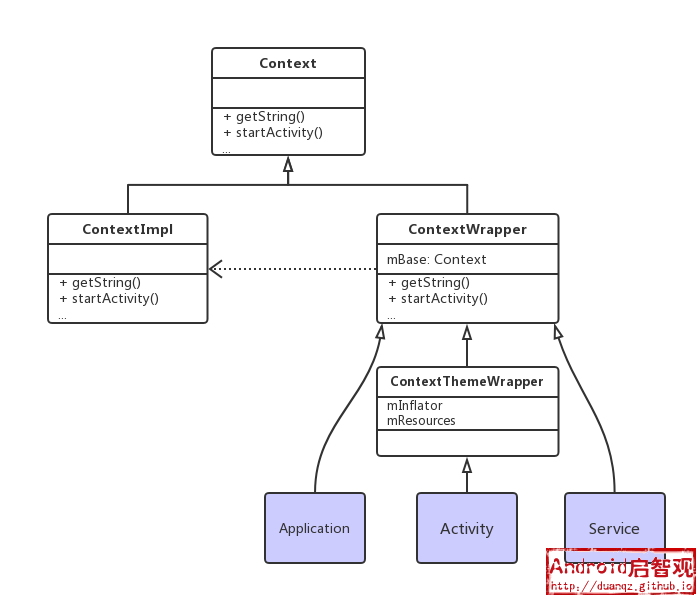 Context
+ getString()
+ startActivity()
...
ContextImpl
+ getString()
+ startActivity()
...
ContextWrapper
mBase: Context
+ getString()
+ startActivity()
...
ContextThemeWrapper
mInflator
mResources
Application
Activity
Service
Android启智观
http://duanqz.github.io